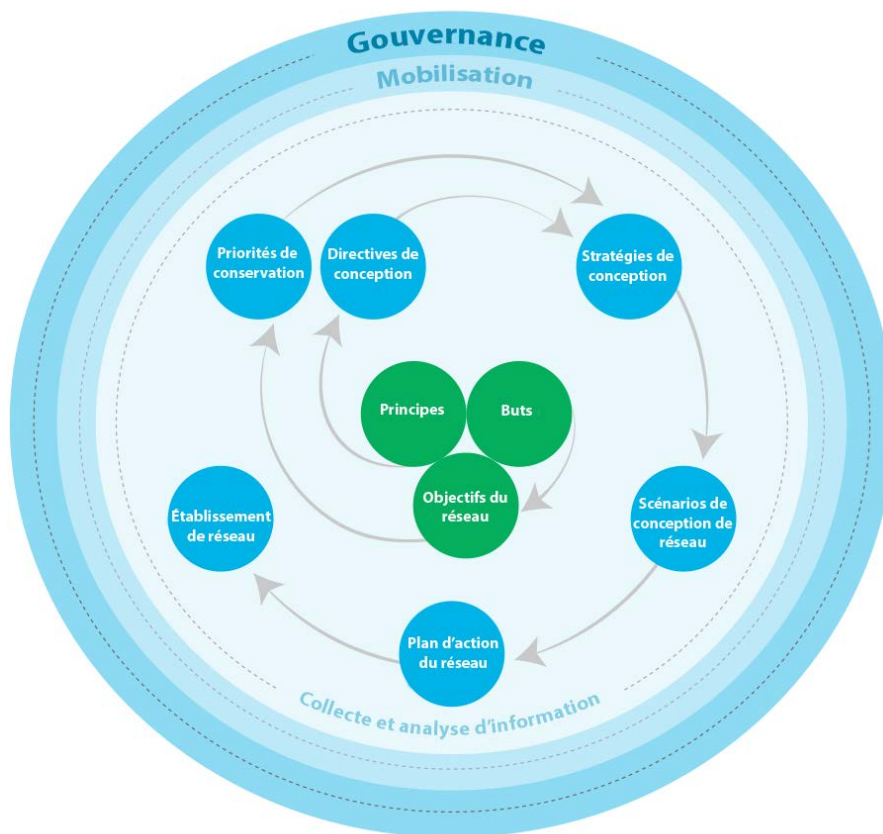 Gouvernance
Mobilisation
Priorités de
conservation
Directives de
conception
Stratégies de
conception
Principes
Buts
Objectifs du
réseau
Établissement
de réseau
Scénarios de
conception de
réseau
Plan d’action
du réseau
Collecte et analyse d’information